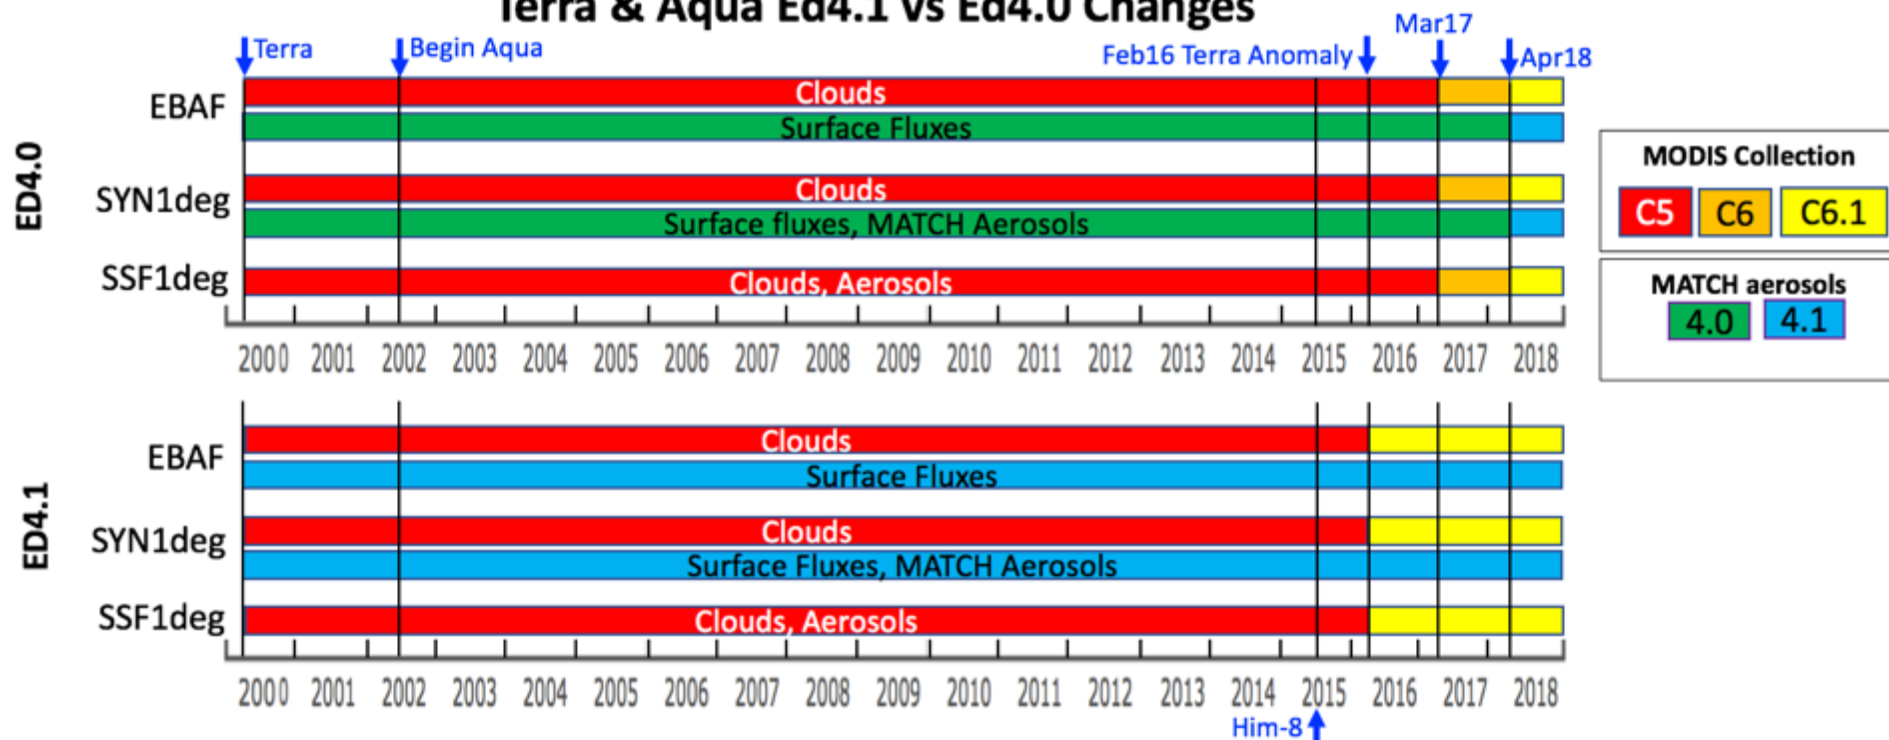 Terra & Aqua Ed4.1 vs Ed4.0 Changes
Mar17
Terra
Begin Aqua
Feb16 Terra Anomaly
Apr18
ED4.0
EBAF
Clouds
Surface Fluxes
SYN1deg
Clouds
Surface fluxes, MATCH Aerosols
SSF1deg
Clouds, Aerosols
2000 2001 2002 2003 2004 2005 2006 2007 2008 2009 2010 2011 2012 2013 2014 2015 2016 2017 2018
MODIS Collection
C5 C6 C6.1
MATCH aerosols
4.0 4.1
ED4.1
EBAF
Clouds
Surface Fluxes
SYN1deg
Clouds
Surface Fluxes, MATCH Aerosols
SSF1deg
Clouds, Aerosols
2000 2001 2002 2003 2004 2005 2006 2007 2008 2009 2010 2011 2012 2013 2014 2015 2016 2017 2018
Him-8